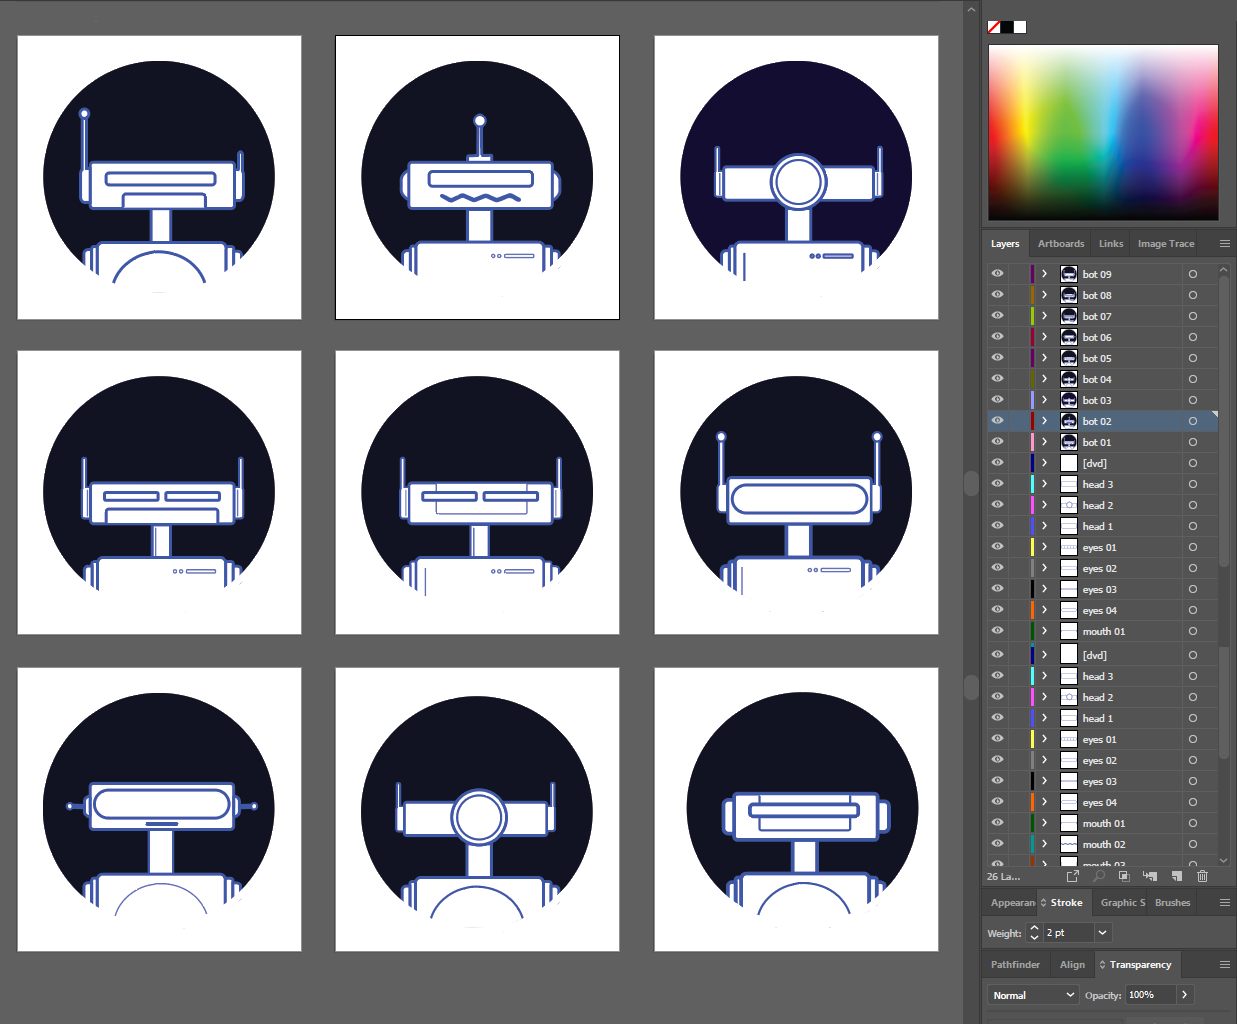 Layers Artboards Links Image Trace
bot 09
bot 08
bot 07
bot 06
bot 05
bot 04
bot 03
bot 02
bot 01
[dvd]
head 3
head 2
head 1
eyes 01
eyes 02
eyes 03
eyes 04
mouth 01
[dvd]
head 3
head 2
head 1
eyes 01
eyes 02
eyes 03
eyes 04
mouth 01
mouth 02
mouth 03
26 La...
Appearan Stroke Graphic S Brushes
Weight: 2 pt
Pathfinder Align Transparency
Normal Opacity: 100%